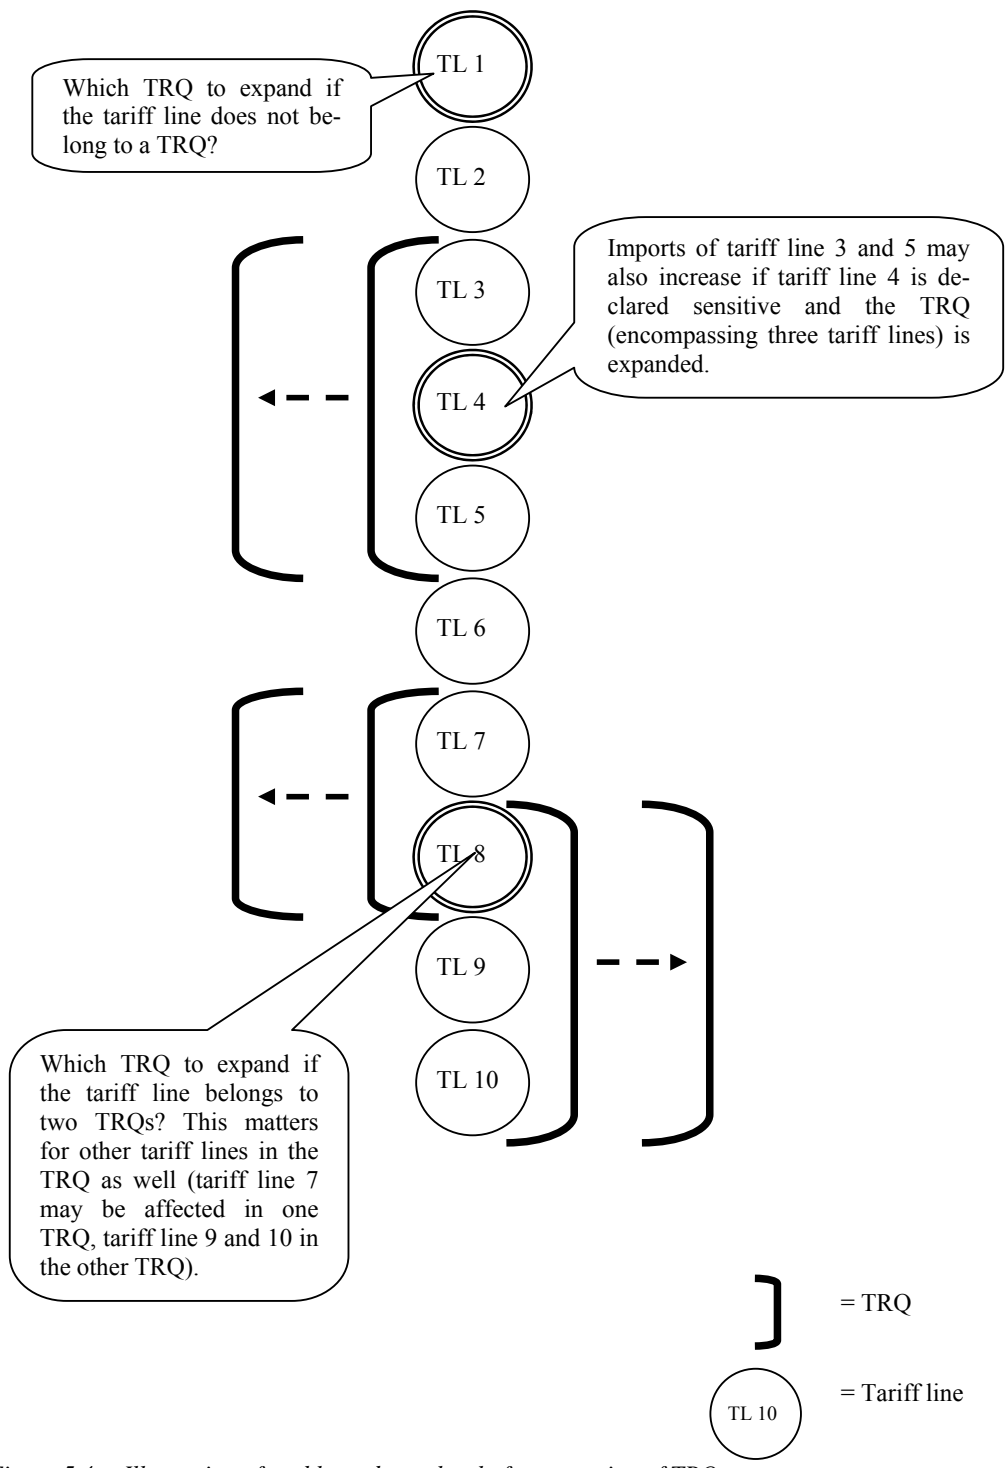 TL 1
Which TRQ to expand if
the tariff line does not be-
long to a TRQ?
TL 2
Imports of tariff line 3 and 5 may
also increase if tariff line 4 is de-
clared sensitive and the TRQ
(encompassing three tariff lines) is
expanded.
TL 3
TL 4
TL 5
TL 6
TL 7
TL 8
TL 9
TL 10
Which TRQ to expand if
the tariff line belongs to
two TRQs? This matters
for other tariff lines in the
TRQ as well (tariff line 7
may be affected in one
TRQ, tariff line 9 and 10 in
the other TRQ).
= TRQ
TL 10
= Tariff line